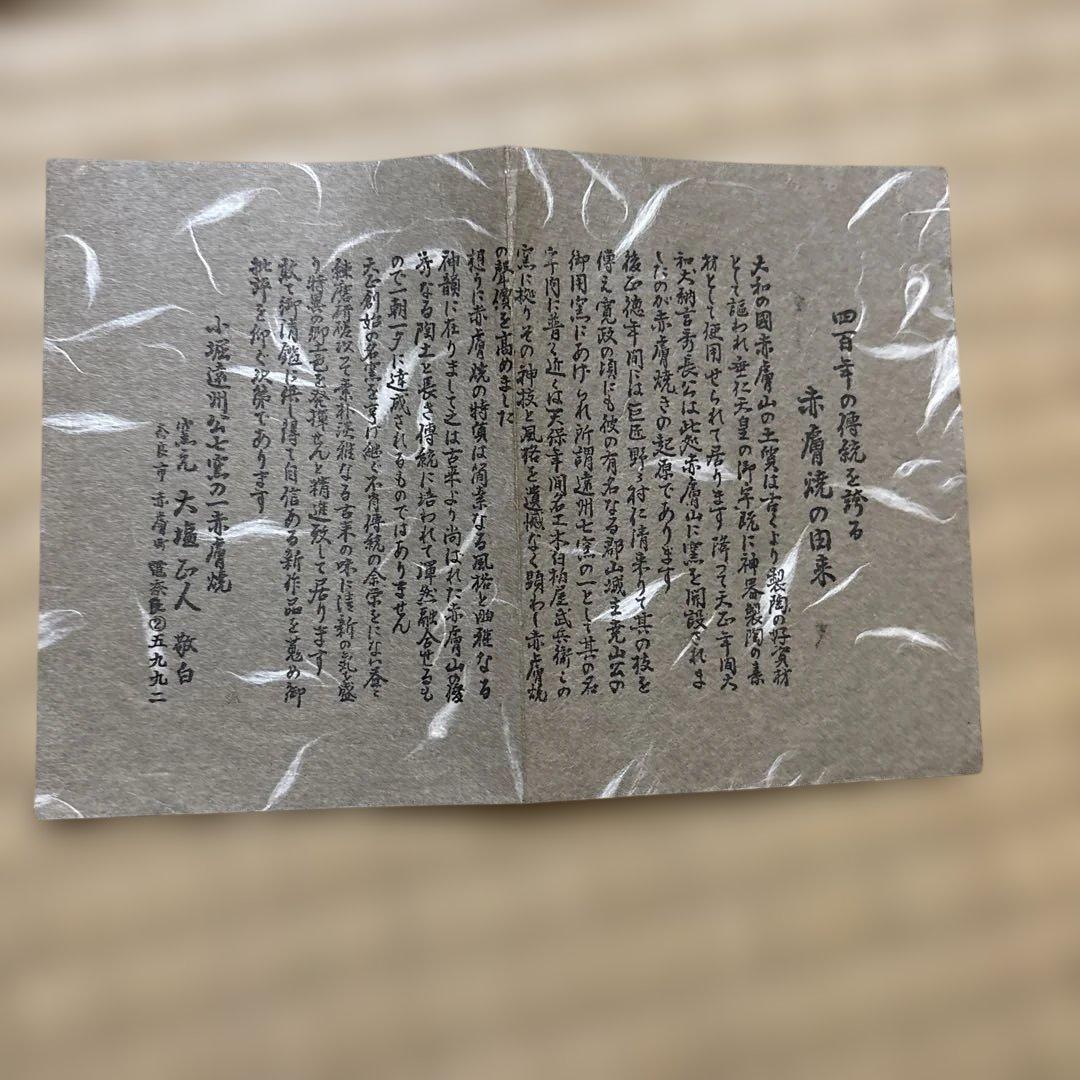 四百年の傳統を誇る
赤膚焼の由来
大和の國赤膚山の土質は古くより製陶の好資材
として謳われ垂仁天皇の御年既に神器製陶の素
材として使用せられて居ります 降って天正年間大
和大納言秀長公は此処赤膚山に窯を開設されま
したのが赤膚焼きの起原であります
後正徳年間には巨匠野々村仁清来りて其の技を
傳え寛政の頃にも彼の有名なる郡山城主尭山公の
御用窯にあげられ所謂遠州七窯の一として其の名
宇内に普く近くは天保年間名工木白柏屋武兵衛この
窯に拠りその神技と風格を遺憾なく顕わし赤膚焼
の聲價を高めました
想うに赤膚焼の特頂は簡素なる風格と幽雅なる
神韻に在りまして之は古来より尚ばれた赤膚山の優
秀なる陶土と長き傳統に培われて渾然融合せるも
ので一朝一夕に達成されるものではありません
天正創始の名窯を享け継ぐ不肖傳統の余栄をにない益々
練磨研鑽以って素朴淡雅なる古来の味に清新の気を盛
り特異の郷土を発揮せんと精進致して居ります
敢て御清鑑に供し得て自信ある新作品を蒐め御
批評を仰ぐ次第であります
小堀遠州公七窯の一赤膚焼
窯元 大塩正人 敬白
奈良市赤膚町 電奈良②五九九二